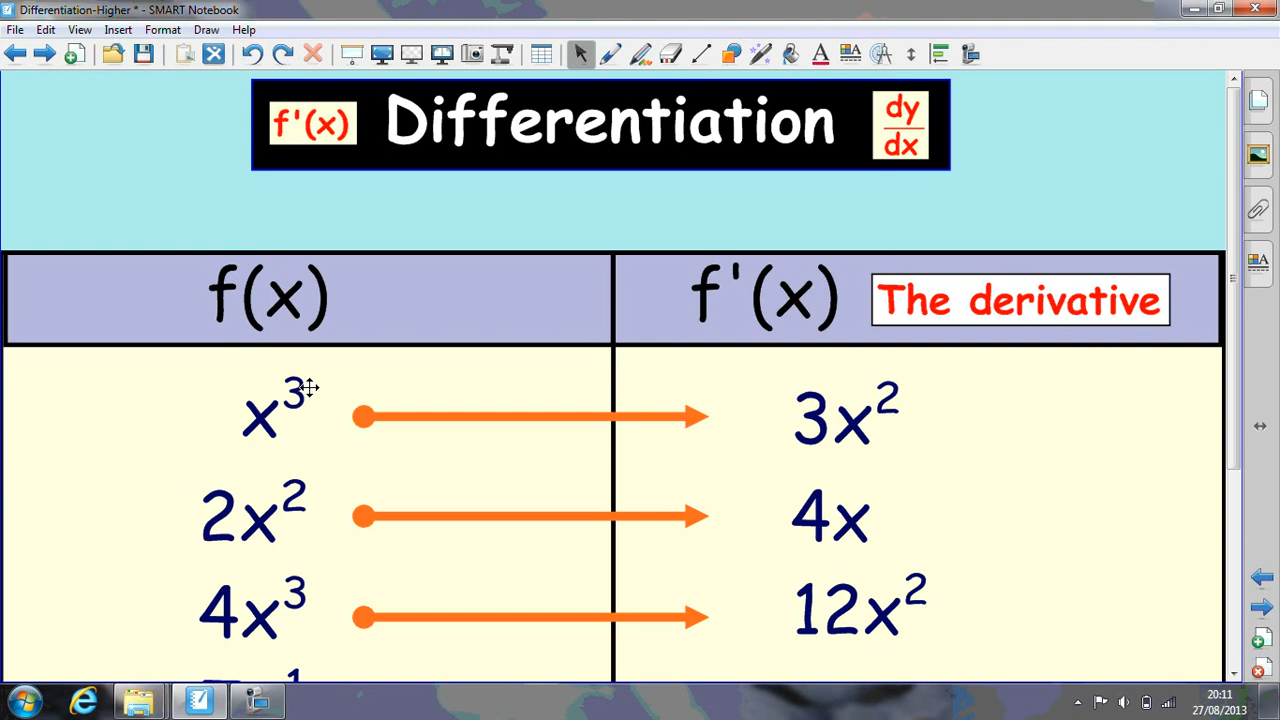 Differentiation-Higher * - SMART Notebook
File Edit View Insert Format Draw Help
f'(x) Differentiation dy/dx
f(x) f'(x) The derivative
x³ 3x²
2x² 4x
4x³ 12x²
1
20:11
27/08/2013